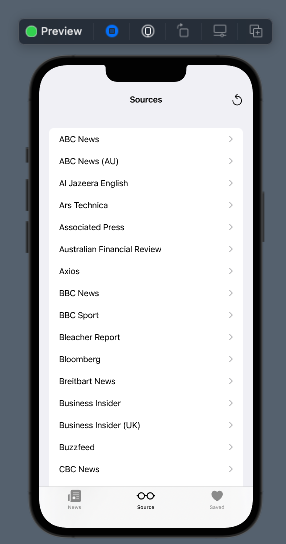 Preview
Sources
ABC News
ABC News (AU)
Al Jazeera English
Ars Technica
Associated Press
Australian Financial Review
Axios
BBC News
BBC Sport
Bleacher Report
Bloomberg
Breitbart News
Business Insider
Business Insider (UK)
Buzzfeed
CBC News
News
Source
Saved